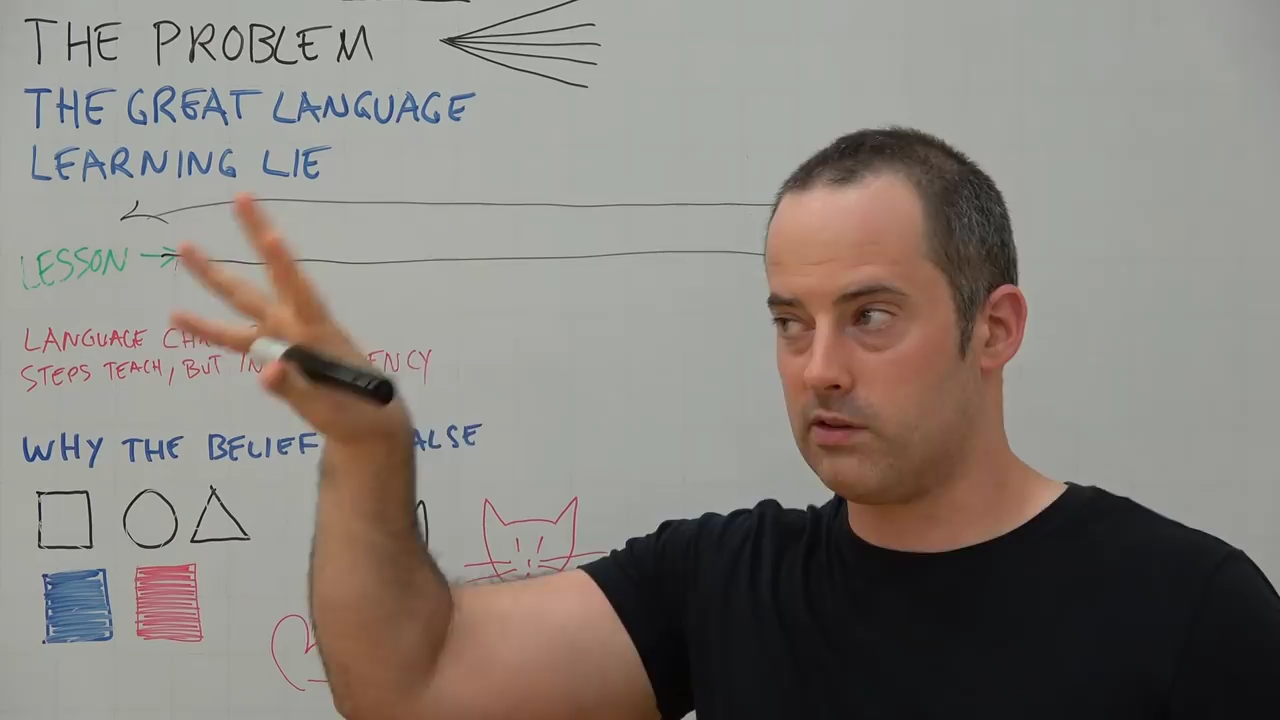 THE PROBLEM
THE GREAT LANGUAGE
LEARNING LIE
LESSON →
LANGUAGE
STEPS TEACH, BUT
WHY THE BELIEF